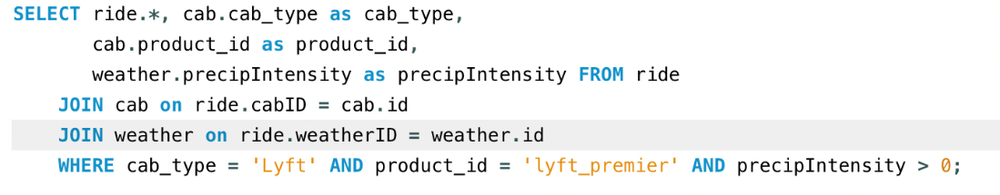 SELECT ride.*, cab.cab_type as cab_type,
cab.product_id as product_id,
weather.precipIntensity as precipIntensity FROM ride
JOIN cab on ride.cabID = cab.id
JOIN weather on ride.weatherID = weather.id
WHERE cab_type = 'Lyft' AND product_id = 'lyft_premier' AND precipIntensity > 0;